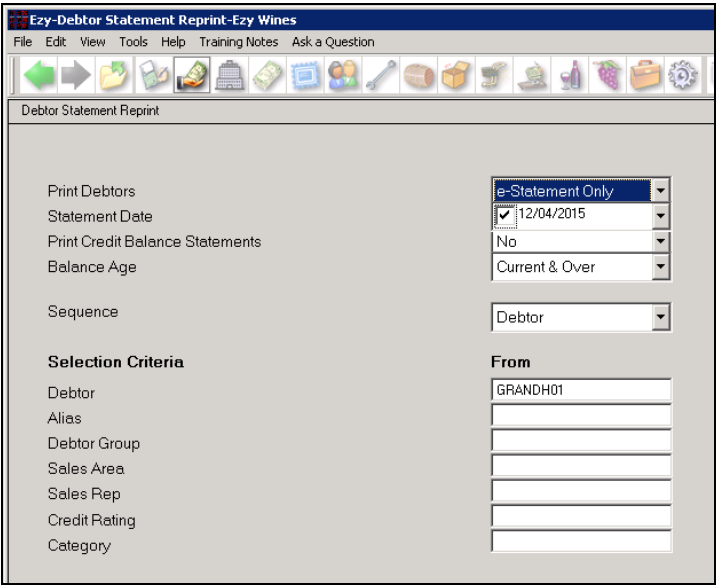 Ezy-Debtor Statement Reprint-Ezy Wines
File Edit View Tools Help Training Notes Ask a Question
Debtor Statement Reprint
Print Debtors e-Statement Only
Statement Date 12/04/2015
Print Credit Balance Statements No
Balance Age Current & Over
Sequence Debtor
Selection Criteria From
Debtor GRANDH01
Alias
Debtor Group
Sales Area
Sales Rep
Credit Rating
Category